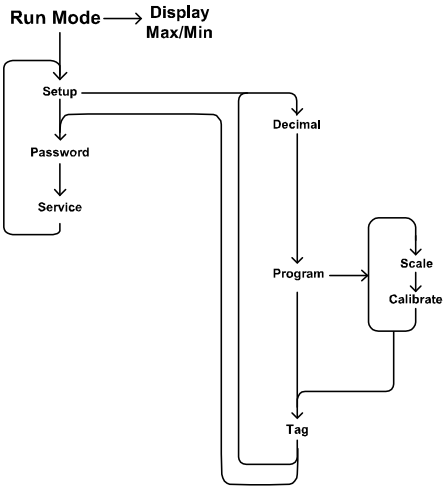 Run Mode
Display
Max/Min
Setup
Decimal
Password
Service
Program
Scale
Calibrate
Tag